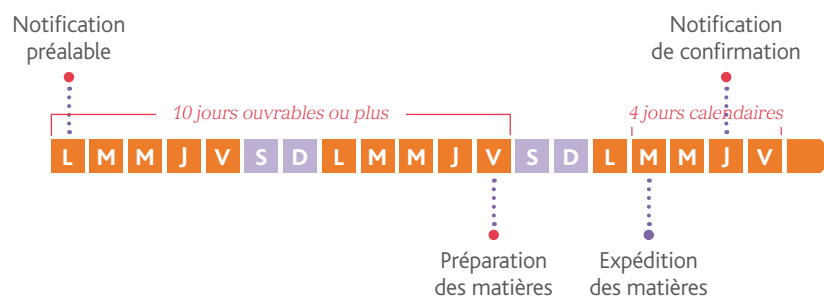 Notification
préalable
Notification
de confirmation
10 jours ouvrables ou plus
4 jours calendaires
L M M J V S D L M M J V S D L M M J V
Préparation
des matières
Expédition
des matières